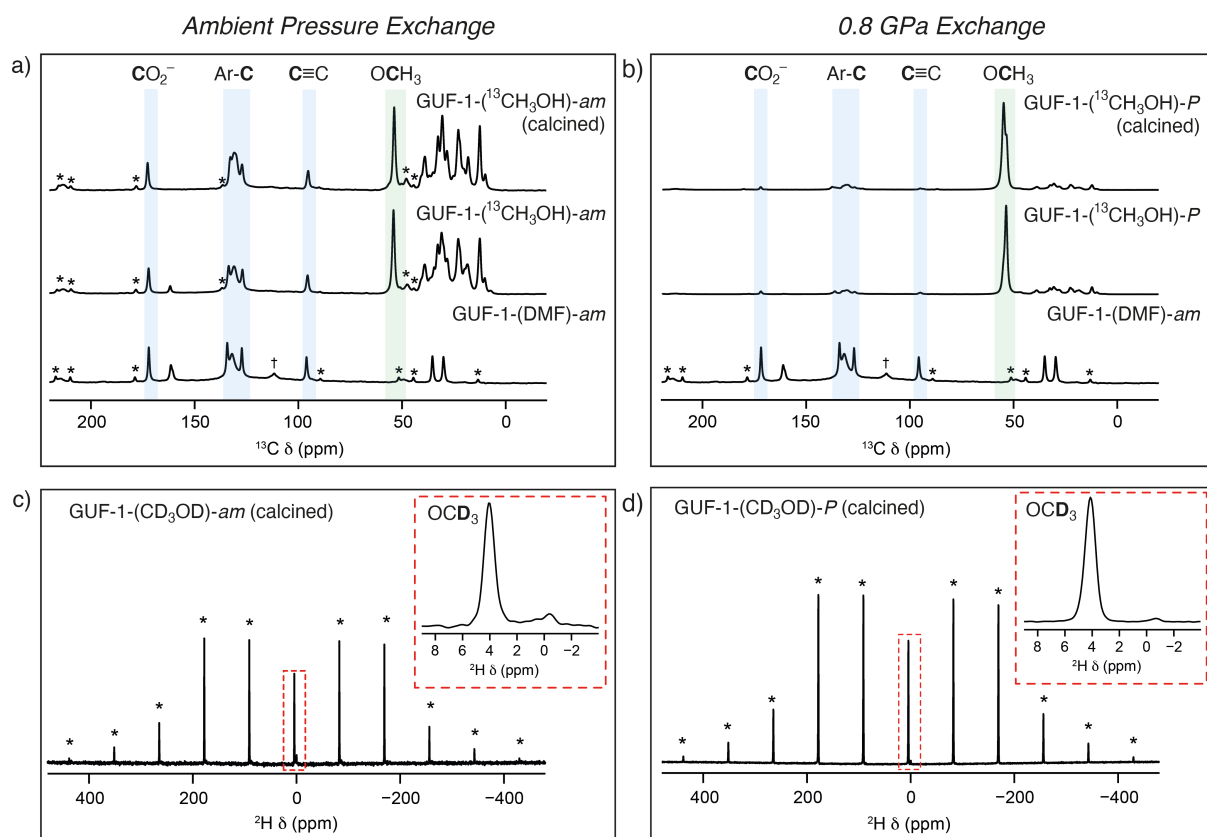 Ambient Pressure Exchange
0.8 GPa Exchange
a)
CO₂⁻ Ar-C C≡C OCH₃
GUF-1-(¹³CH₃OH)-am
(calcined)
* * * * * *
GUF-1-(¹³CH₃OH)-am
* * * * * *
GUF-1-(DMF)-am
* * * † * * * *
200 150 100 50 0
¹³C δ (ppm)
b)
CO₂⁻ Ar-C C≡C OCH₃
GUF-1-(¹³CH₃OH)-P
(calcined)
GUF-1-(¹³CH₃OH)-P
GUF-1-(DMF)-am
* * * † * * * *
200 150 100 50 0
¹³C δ (ppm)
c)
GUF-1-(CD₃OD)-am (calcined)
OCD₃
8 6 4 2 0 −2
²H δ (ppm)
* * * * * * * * * *
400 200 0 −200 −400
²H δ (ppm)
d)
GUF-1-(CD₃OD)-P (calcined)
OCD₃
8 6 4 2 0 −2
²H δ (ppm)
* * * * * * * * * *
400 200 0 −200 −400
²H δ (ppm)